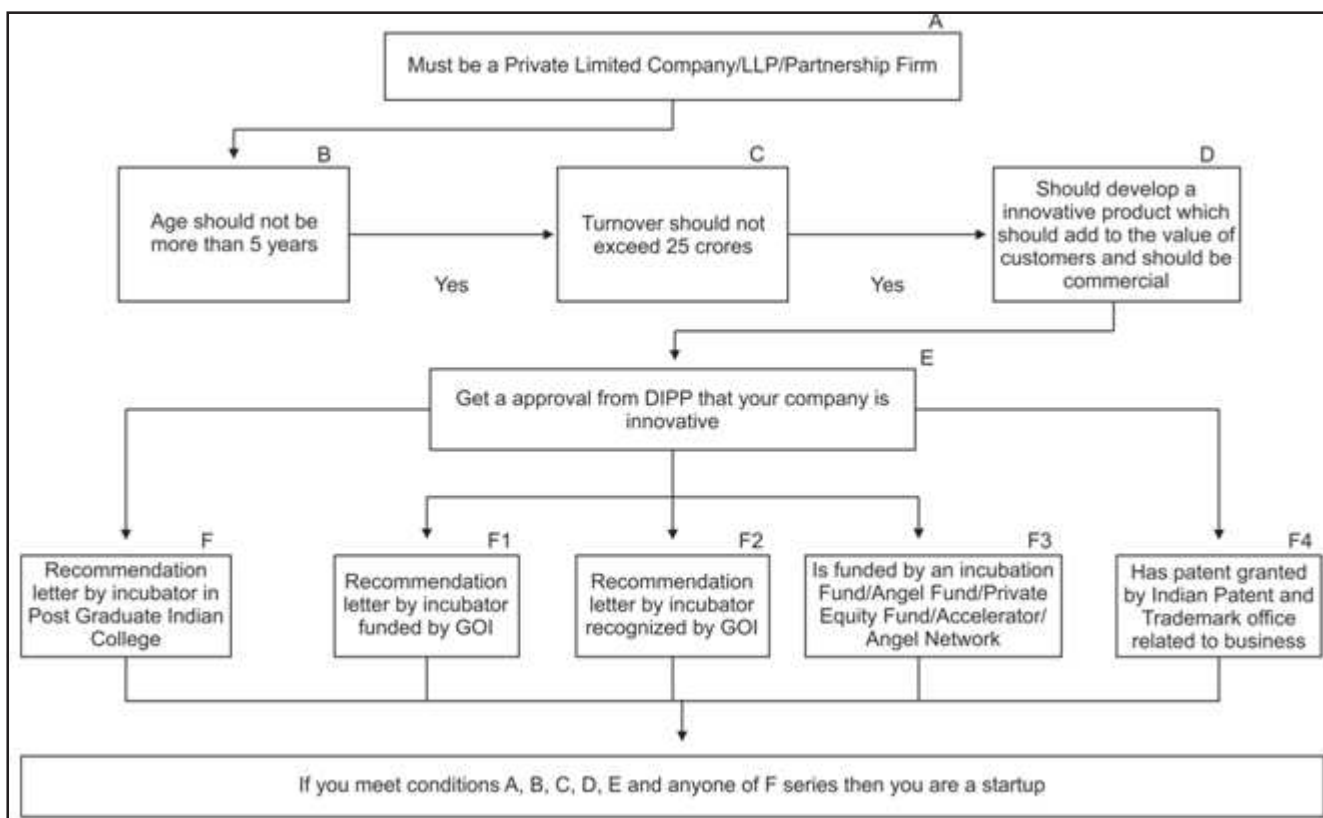 A
Must be a Private Limited Company/LLP/Partnership Firm
B
Age should not be
more than 5 years
Yes
C
Turnover should not
exceed 25 crores
Yes
D
Should develop a
innovative product which
should add to the value of
customers and should be
commercial
E
Get a approval from DIPP that your company is
innovative
F
Recommendation
letter by incubator in
Post Graduate Indian
College
F1
Recommendation
letter by incubator
funded by GOI
F2
Recommendation
letter by incubator
recognized by GOI
F3
Is funded by an incubation
Fund/Angel Fund/Private
Equity Fund/Accelerator/
Angel Network
F4
Has patent granted
by Indian Patent and
Trademark office
related to business
If you meet conditions A, B, C, D, E and anyone of F series then you are a startup